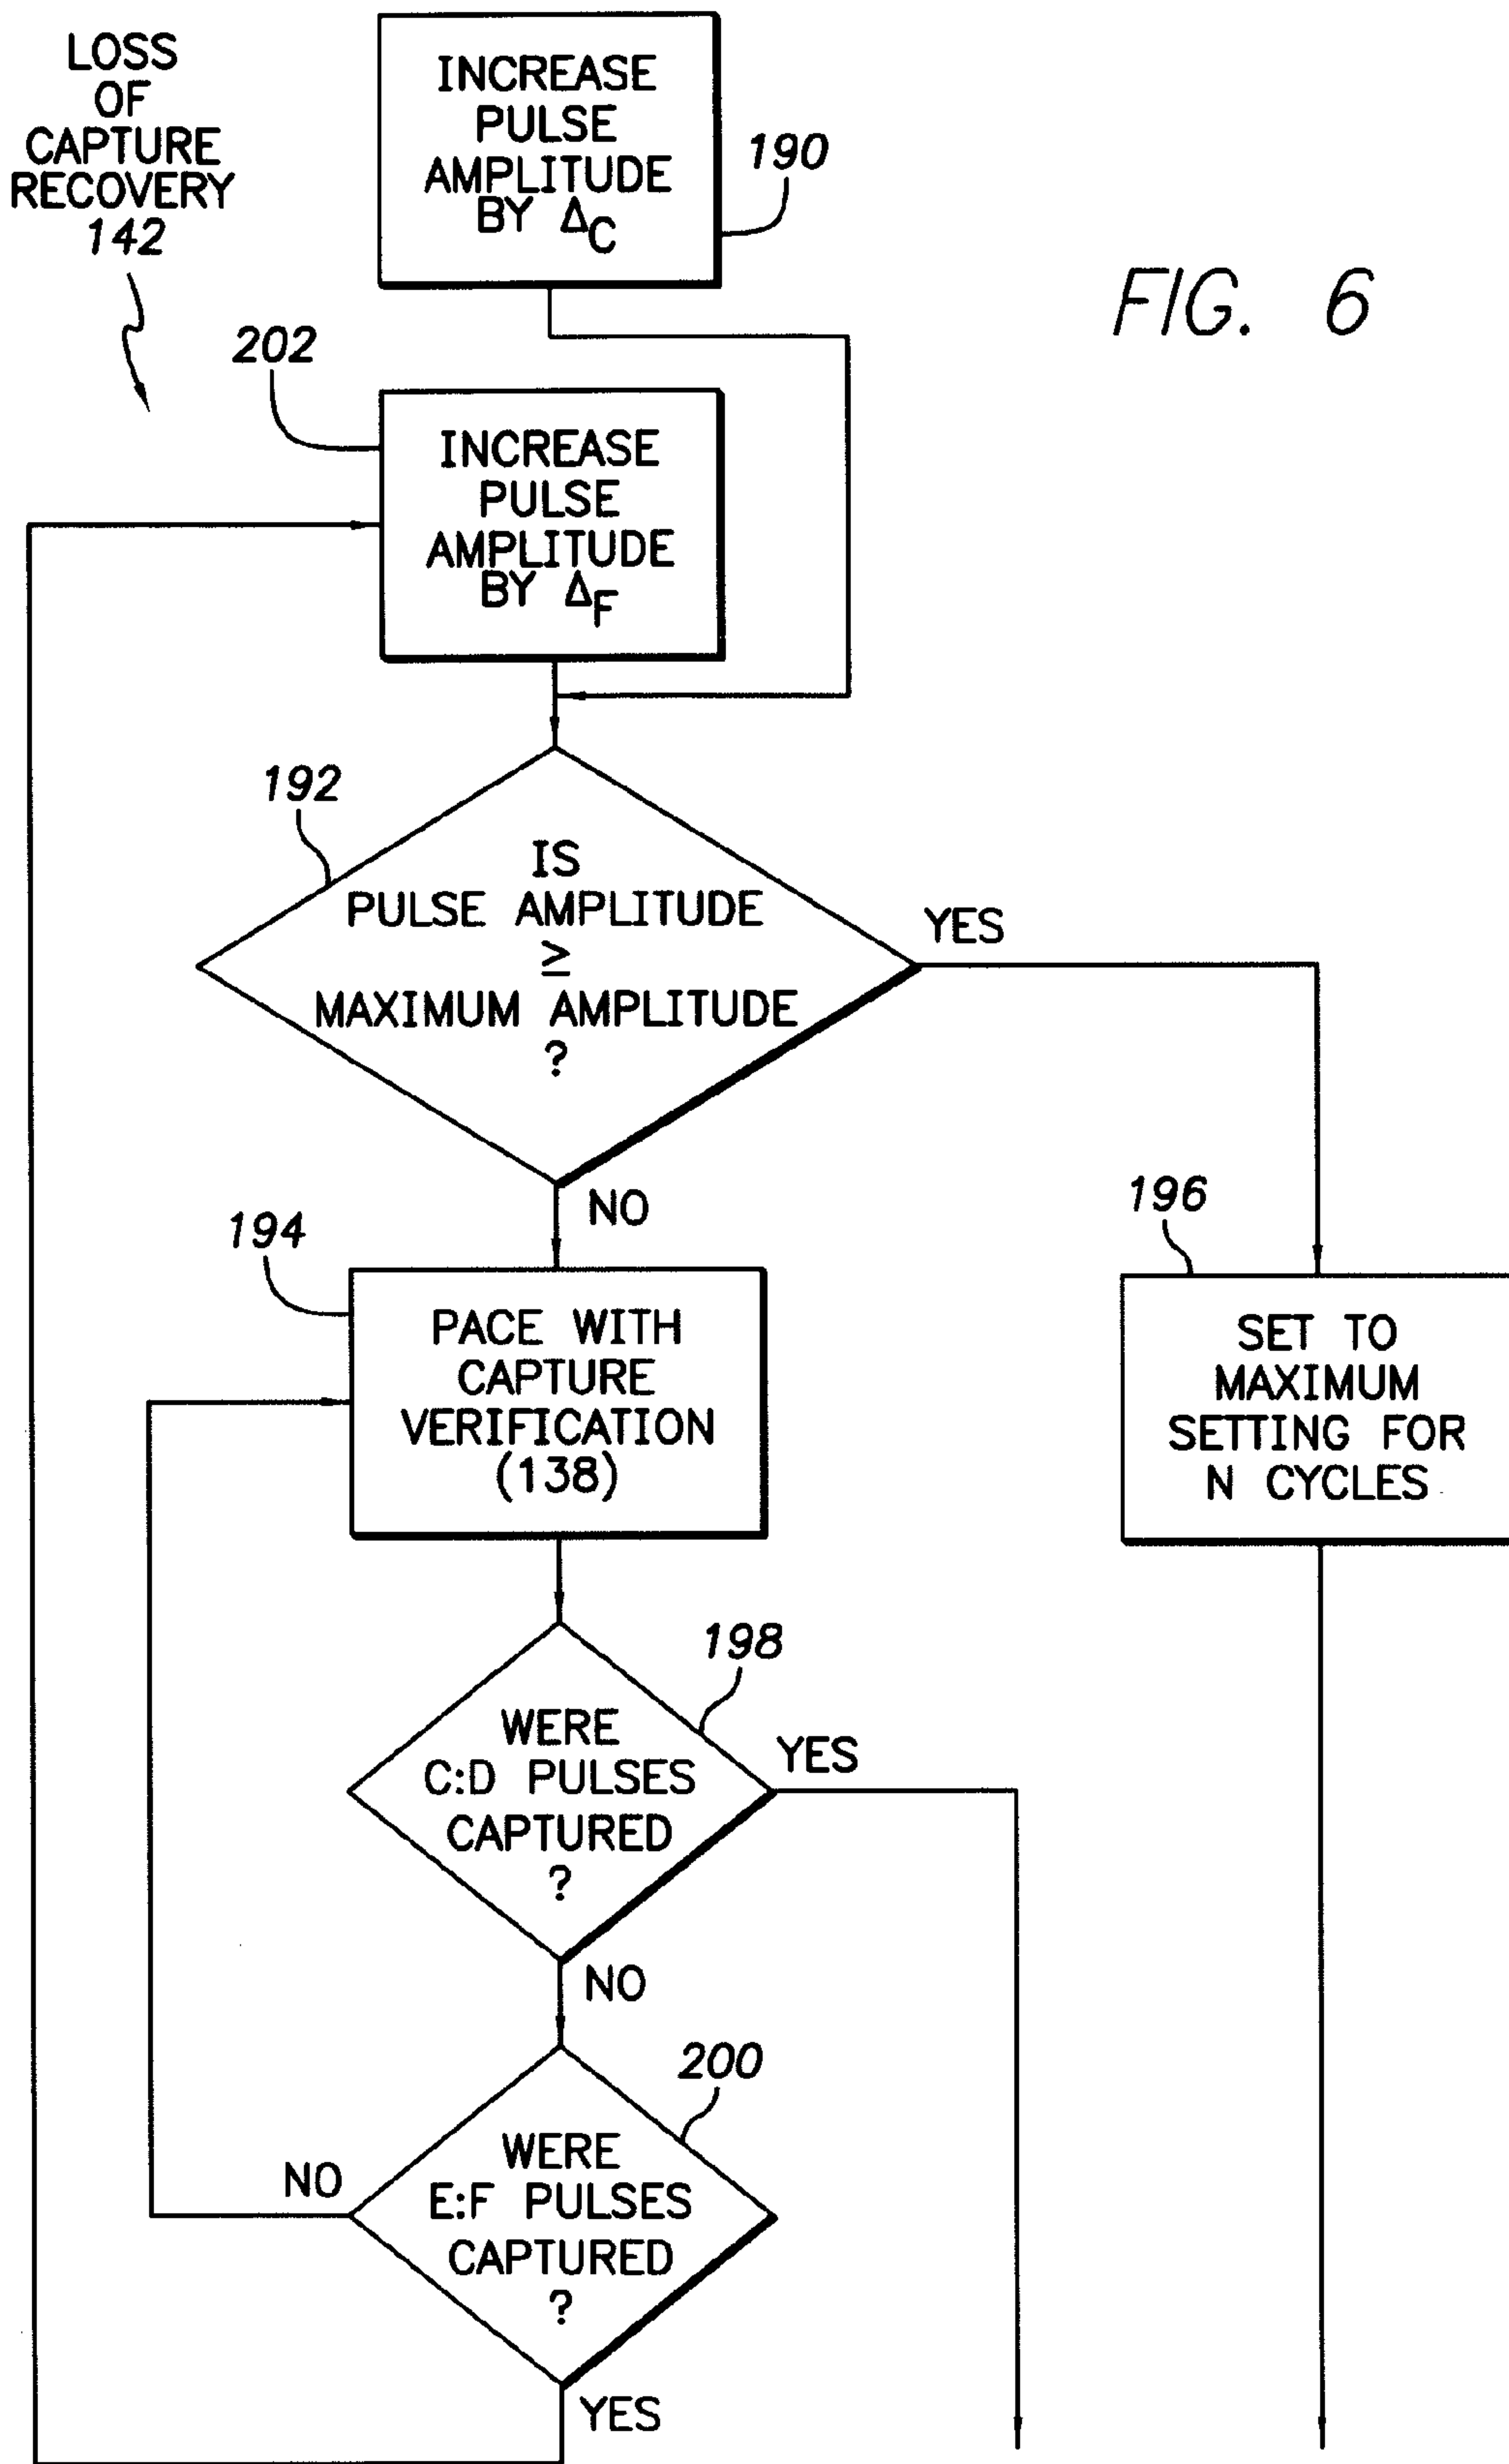 LOSS
OF
CAPTURE
RECOVERY
142
INCREASE
PULSE
AMPLITUDE
BY ΔC
190
FIG. 6
202
INCREASE
PULSE
AMPLITUDE
BY ΔF
192
IS
PULSE AMPLITUDE
≥
MAXIMUM AMPLITUDE
?
YES
NO
194
PACE WITH
CAPTURE
VERIFICATION
(138)
196
SET TO
MAXIMUM
SETTING FOR
N CYCLES
198
WERE
C:D PULSES
CAPTURED
?
YES
NO
200
WERE
E:F PULSES
CAPTURED
?
NO
YES